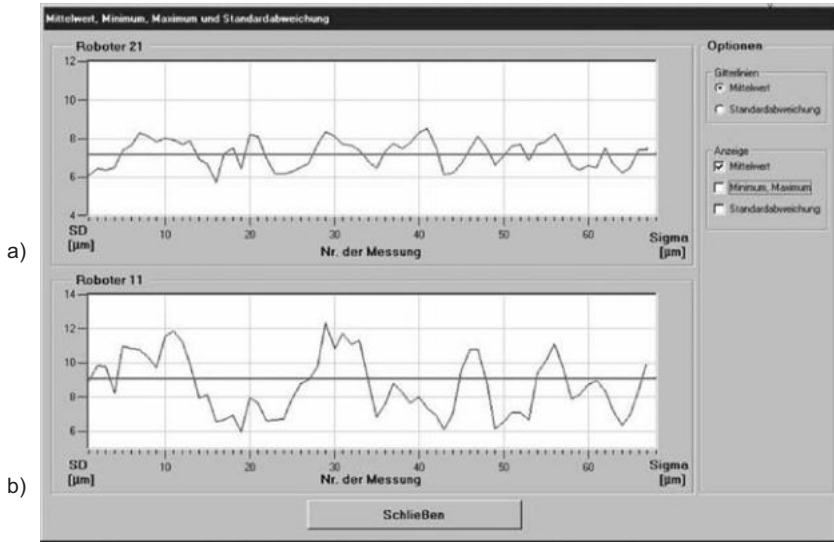 Mittelwert, Minimum, Maximum und Standardabweichung
a)
Roboter 21
12
10
8
6
4
SD
[µm]
10 20 30 40 50 60
Nr. der Messung
Sigma
[µm]
b)
Roboter 11
14
12
10
8
6
SD
[µm]
10 20 30 40 50 60
Nr. der Messung
Sigma
[µm]
Optionen
Gitterlinien
Mittelwert
Standardabweichung
Anzeige
Mittelwert
Minimum, Maximum
Standardabweichung
Schließen